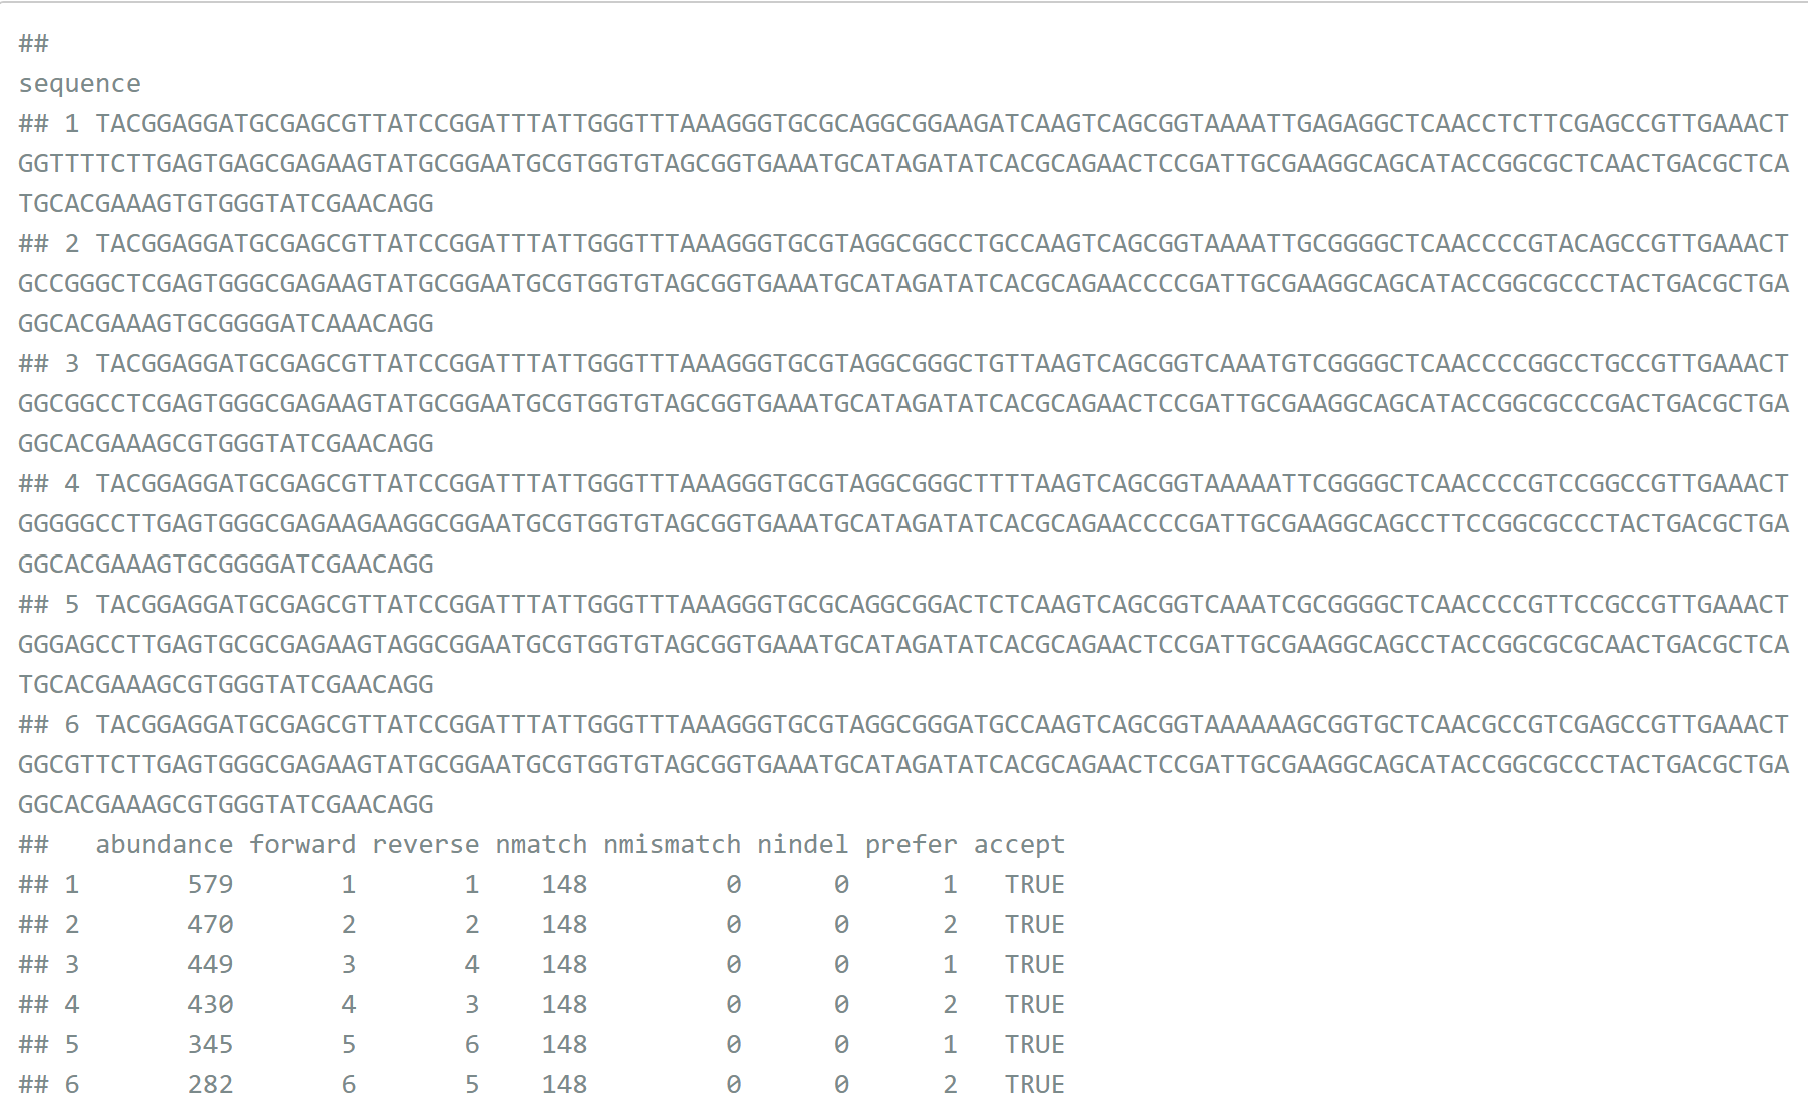 ##
sequence
## 1 TACGGAGGATGCGAGCGTTATCCGGATTTATTGGGTTTAAAGGGTGCGCAGGCGGAAGATCAAGTCAGCGGTAAAATTGAGAGGCTCAACCTCTTCGAGCCGTTGAAACT
GGTTTTCTTGAGTGAGCGAGAAGTATGCGGAATGCGTGGTGTAGCGGTGAAATGCATAGATATCACGCAGAACTCCGATTGCGAAGGCAGCATACCGGCGCTCAACTGACGCTCA
TGCACGAAAGTGTGGGTATCGAACAGG
## 2 TACGGAGGATGCGAGCGTTATCCGGATTTATTGGGTTTAAAGGGTGCGTAGGCGGCCTGCCAAGTCAGCGGTAAAATTGCGGGGCTCAACCCCGTACAGCCGTTGAAACT
GCCGGGCTCGAGTGGGCGAGAAGTATGCGGAATGCGTGGTGTAGCGGTGAAATGCATAGATATCACGCAGAACCCCGATTGCGAAGGCAGCATACCGGCGCCCTACTGACGCTGA
GGCACGAAAGTGCGGGGATCAAACAGG
## 3 TACGGAGGATGCGAGCGTTATCCGGATTTATTGGGTTTAAAGGGTGCGTAGGCGGGCTGTTAAGTCAGCGGTCAAATGTCGGGGCTCAACCCCGGCCTGCCGTTGAAACT
GGCGGCCTCGAGTGGGCGAGAAGTATGCGGAATGCGTGGTGTAGCGGTGAAATGCATAGATATCACGCAGAACTCCGATTGCGAAGGCAGCATACCGGCGCCCGACTGACGCTGA
GGCACGAAAGCGTGGGTATCGAACAGG
## 4 TACGGAGGATGCGAGCGTTATCCGGATTTATTGGGTTTAAAGGGTGCGTAGGCGGGCTTTTAAGTCAGCGGTAAAAATTCGGGGCTCAACCCCGTCCGGCCGTTGAAACT
GGGGGCCTTGAGTGGGCGAGAAGAAGGCGGAATGCGTGGTGTAGCGGTGAAATGCATAGATATCACGCAGAACCCCGATTGCGAAGGCAGCCTTCCGGCGCCCTACTGACGCTGA
GGCACGAAAGTGCGGGGATCGAACAGG
## 5 TACGGAGGATGCGAGCGTTATCCGGATTTATTGGGTTTAAAGGGTGCGCAGGCGGACTCTCAAGTCAGCGGTCAAATCGCGGGGCTCAACCCCGTTCCGCCGTTGAAACT
GGGAGCCTTGAGTGCGCGAGAAGTAGGCGGAATGCGTGGTGTAGCGGTGAAATGCATAGATATCACGCAGAACTCCGATTGCGAAGGCAGCCTACCGGCGCGCAACTGACGCTCA
TGCACGAAAGCGTGGGTATCGAACAGG
## 6 TACGGAGGATGCGAGCGTTATCCGGATTTATTGGGTTTAAAGGGTGCGTAGGCGGGATGCCAAGTCAGCGGTAAAAAAGCGGTGCTCAACGCCGTCGAGCCGTTGAAACT
GGCGTTCTTGAGTGGGCGAGAAGTATGCGGAATGCGTGGTGTAGCGGTGAAATGCATAGATATCACGCAGAACTCCGATTGCGAAGGCAGCATACCGGCGCCCTACTGACGCTGA
GGCACGAAAGCGTGGGTATCGAACAGG
##   abundance forward reverse nmatch nmismatch nindel prefer accept
## 1       579       1       1    148         0      0      1   TRUE
## 2       470       2       2    148         0      0      2   TRUE
## 3       449       3       4    148         0      0      1   TRUE
## 4       430       4       3    148         0      0      2   TRUE
## 5       345       5       6    148         0      0      1   TRUE
## 6       282       6       5    148         0      0      2   TRUE